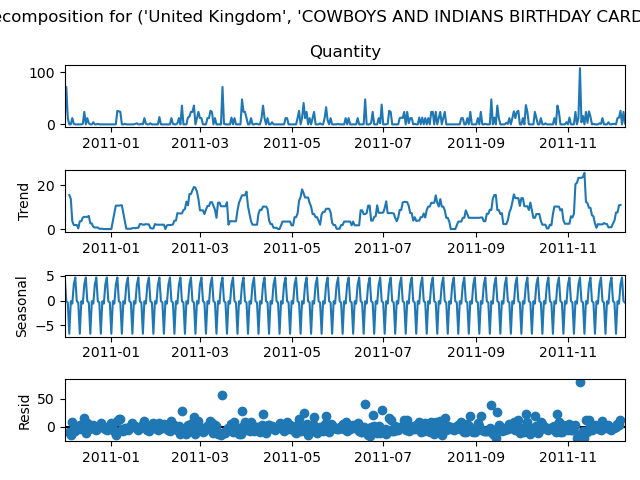 ecomposition for ('United Kingdom', 'COWBOYS AND INDIANS BIRTHDAY CARD
Quantity
100
0
2011-01 2011-03 2011-05 2011-07 2011-09 2011-11
Trend
20
0
2011-01 2011-03 2011-05 2011-07 2011-09 2011-11
Seasonal
5
0
−5
2011-01 2011-03 2011-05 2011-07 2011-09 2011-11
Resid
50
0
2011-01 2011-03 2011-05 2011-07 2011-09 2011-11